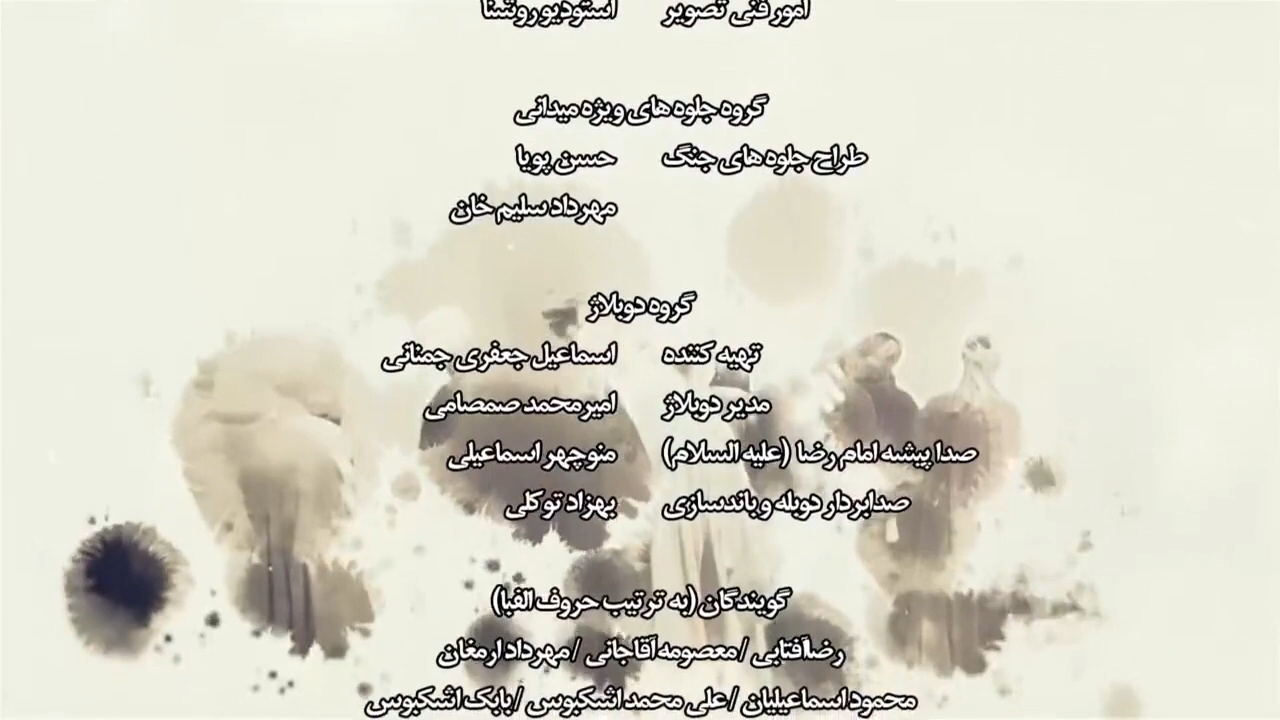 امور فنی تصویر استودیو روشنا
گروه جلوه های ویژه میدانی
طراح جلوه های جنگ حسن پویا
مهرداد سلیم خان
گروه دوبلاژ
تهیه کننده اسماعیل جعفری جمنانی
مدیر دوبلاژ امیرمحمد صمصامی
صدا پیشه امام رضا (علیه السلام) منوچهر اسماعیلی
صدابردار دوبله و باندسازی بهزاد توکلی
گویندگان (به ترتیب حروف الفبا)
رضا آفتابی / معصومه آقاجانی / مهرداد ارمغان
محمود اسماعیلیان / علی محمد اشکبوس / بابک اشکبوس